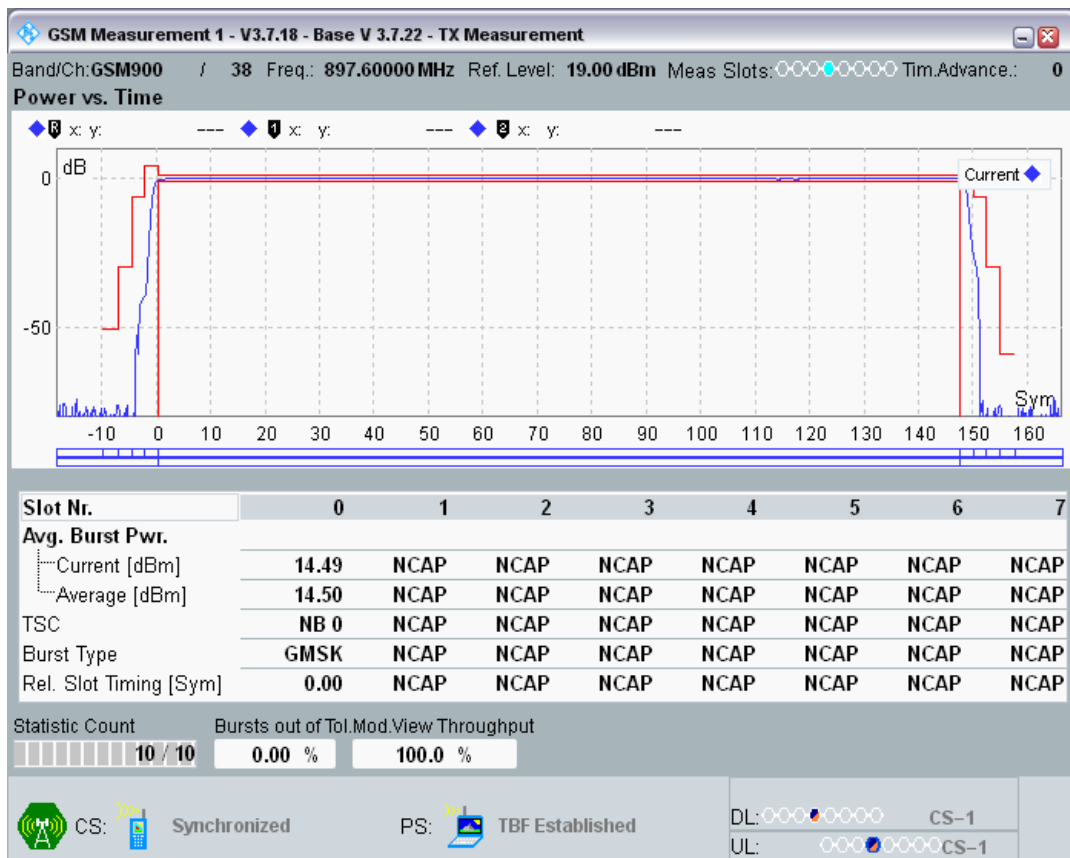 GSM Measurement 1 - V3.7.18 - Base V 3.7.22 - TX Measurement
Band/Ch:GSM900 / 38 Freq.: 897.60000 MHz Ref. Level: 19.00 dBm Meas Slots: Tim.Advance.: 0
Power vs. Time
R x: y: --- 1 x: y: --- 2 x: y: ---
dB
Current
0
-50
Sym
-10 0 10 20 30 40 50 60 70 80 90 100 110 120 130 140 150 160
Slot Nr. 0 1 2 3 4 5 6 7
Avg. Burst Pwr.
Current [dBm] 14.49 NCAP NCAP NCAP NCAP NCAP NCAP NCAP
Average [dBm] 14.50 NCAP NCAP NCAP NCAP NCAP NCAP NCAP
TSC NB 0 NCAP NCAP NCAP NCAP NCAP NCAP NCAP
Burst Type GMSK NCAP NCAP NCAP NCAP NCAP NCAP NCAP
Rel. Slot Timing [Sym] 0.00 NCAP NCAP NCAP NCAP NCAP NCAP NCAP
Statistic Count Bursts out of Tol. Mod.View Throughput
10 / 10 0.00 % 100.0 %
CS: Synchronized PS: TBF Established
DL: CS-1
UL: CS-1